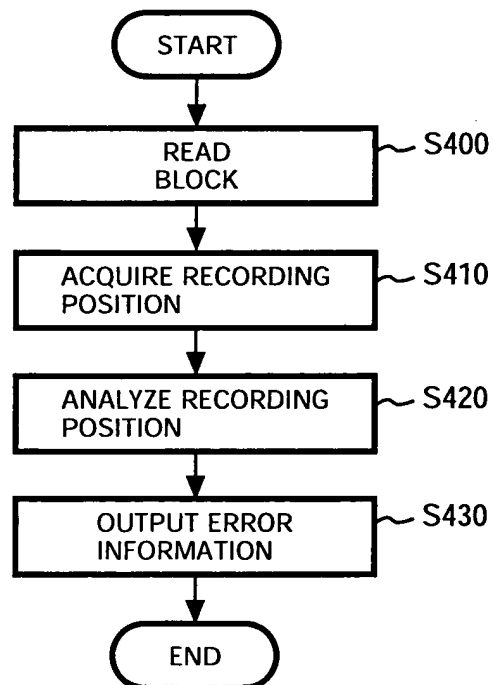 START
READ
BLOCK
S400
ACQUIRE RECORDING
POSITION
S410
ANALYZE RECORDING
POSITION
S420
OUTPUT ERROR
INFORMATION
S430
END